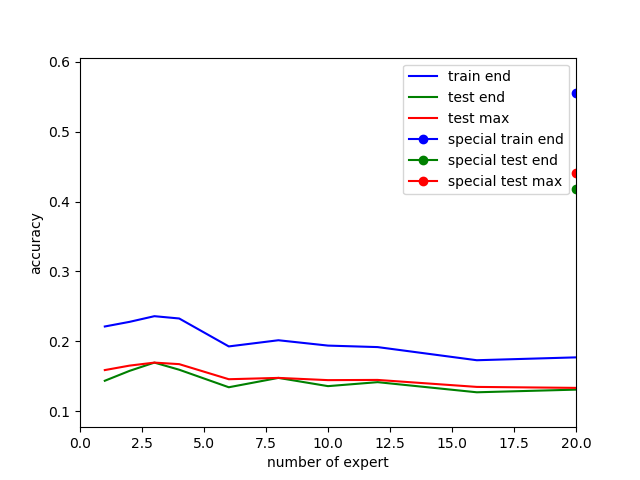 0.6
0.5
0.4
0.3
0.2
0.1
accuracy
train end
test end
test max
special train end
special test end
special test max
0.0 2.5 5.0 7.5 10.0 12.5 15.0 17.5 20.0
number of expert